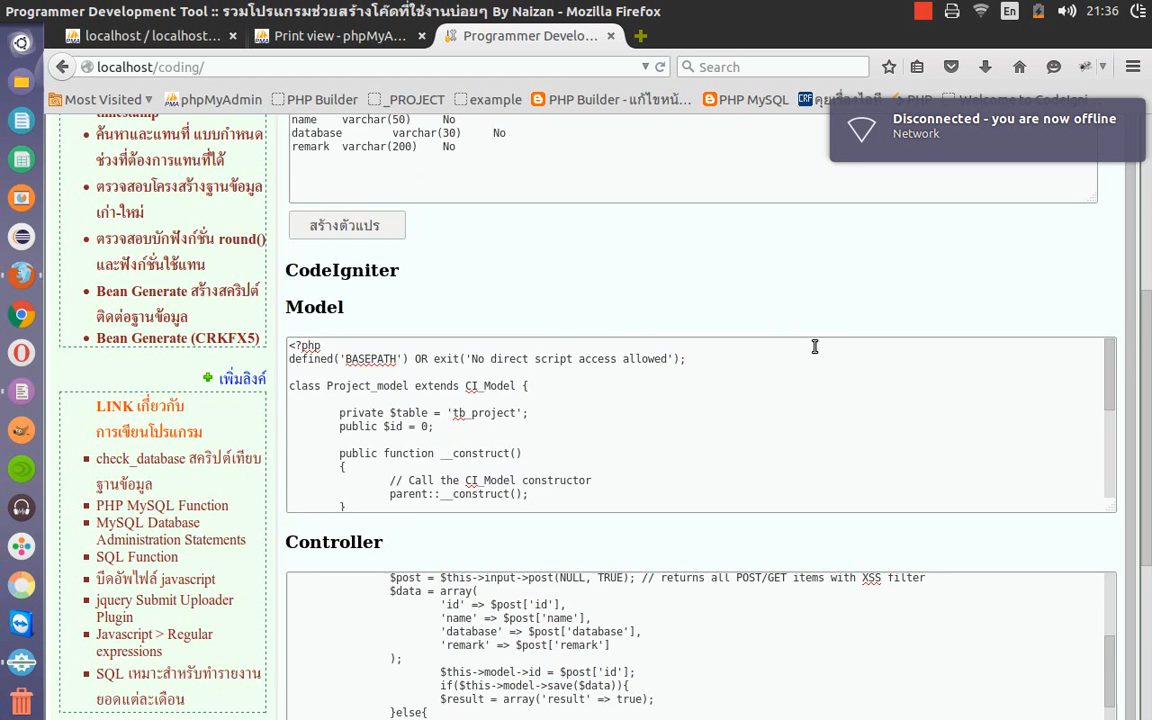 Programmer Development Tool :: รวมโปรแกรมช่วยสร้างโค๊ดที่ใช้งานบ่อยๆ By Naizan - Mozilla Firefox
En
21:36
localhost / localhost...
Print view - phpMyA...
Programmer Develo...
localhost/coding/
Search
Most Visited
phpMyAdmin
PHP Builder
_PROJECT
example
PHP Builder - แก้ไขหน้...
PHP MySQL
คุยเรื่องไอที
PHP
Welcome to CodeIgni...
Disconnected - you are now offline
Network
timestamp
ค้นหาและแทนที่ แบบกำหนด
ช่วงที่ต้องการแทนที่ได้
ตรวจสอบโครงสร้างฐานข้อมูล
เก่า-ใหม่
ตรวจสอบบักฟังก์ชั่น round()
และฟังก์ชั่นใช้แทน
Bean Generate สร้างสคริปต์
ติดต่อฐานข้อมูล
Bean Generate (CRKFX5)
เพิ่มลิงค์
LINK เกี่ยวกับ
การเขียนโปรแกรม
check_database สคริปต์เทียบ
ฐานข้อมูล
PHP MySQL Function
MySQL Database
Administration Statements
SQL Function
บีดอัพไฟล์ javascript
jquery Submit Uploader
Plugin
Javascript > Regular
expressions
SQL เหมาะสำหรับทำรายงาน
ยอดแต่ละเดือน
name varchar(50) No
database varchar(30) No
remark varchar(200) No
สร้างตัวแปร
CodeIgniter
Model
<?php
defined('BASEPATH') OR exit('No direct script access allowed');
class Project_model extends CI_Model {
private $table = 'tb_project';
public $id = 0;
public function __construct()
{
// Call the CI_Model constructor
parent::__construct();
}
Controller
$post = $this->input->post(NULL, TRUE); // returns all POST/GET items with XSS filter
$data = array(
'id' => $post['id'],
'name' => $post['name'],
'database' => $post['database'],
'remark' => $post['remark']
);
$this->model->id = $post['id'];
if($this->model->save($data)){
$result = array('result' => true);
}else{